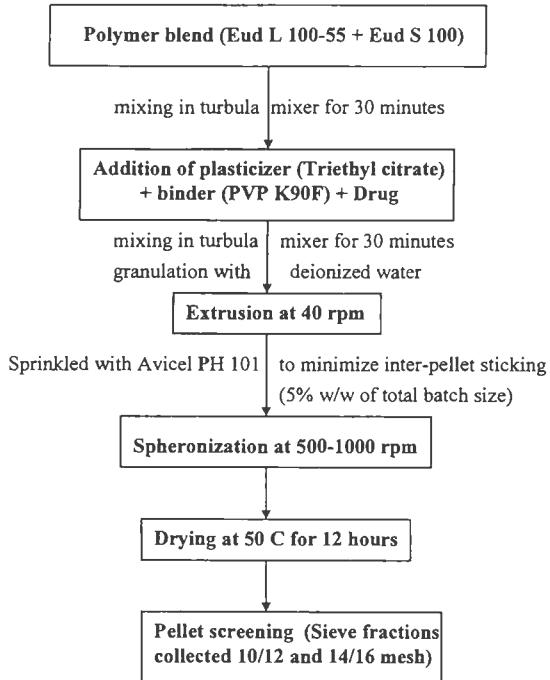 Polymer blend (Eud L 100-55 + Eud S 100)
mixing in turbula mixer for 30 minutes
Addition of plasticizer (Triethyl citrate)
+ binder (PVP K90F) + Drug
mixing in turbula mixer for 30 minutes
granulation with deionized water
Extrusion at 40 rpm
Sprinkled with Avicel PH 101 to minimize inter-pellet sticking
(5% w/w of total batch size)
Spheronization at 500-1000 rpm
Drying at 50 C for 12 hours
Pellet screening (Sieve fractions
collected 10/12 and 14/16 mesh)